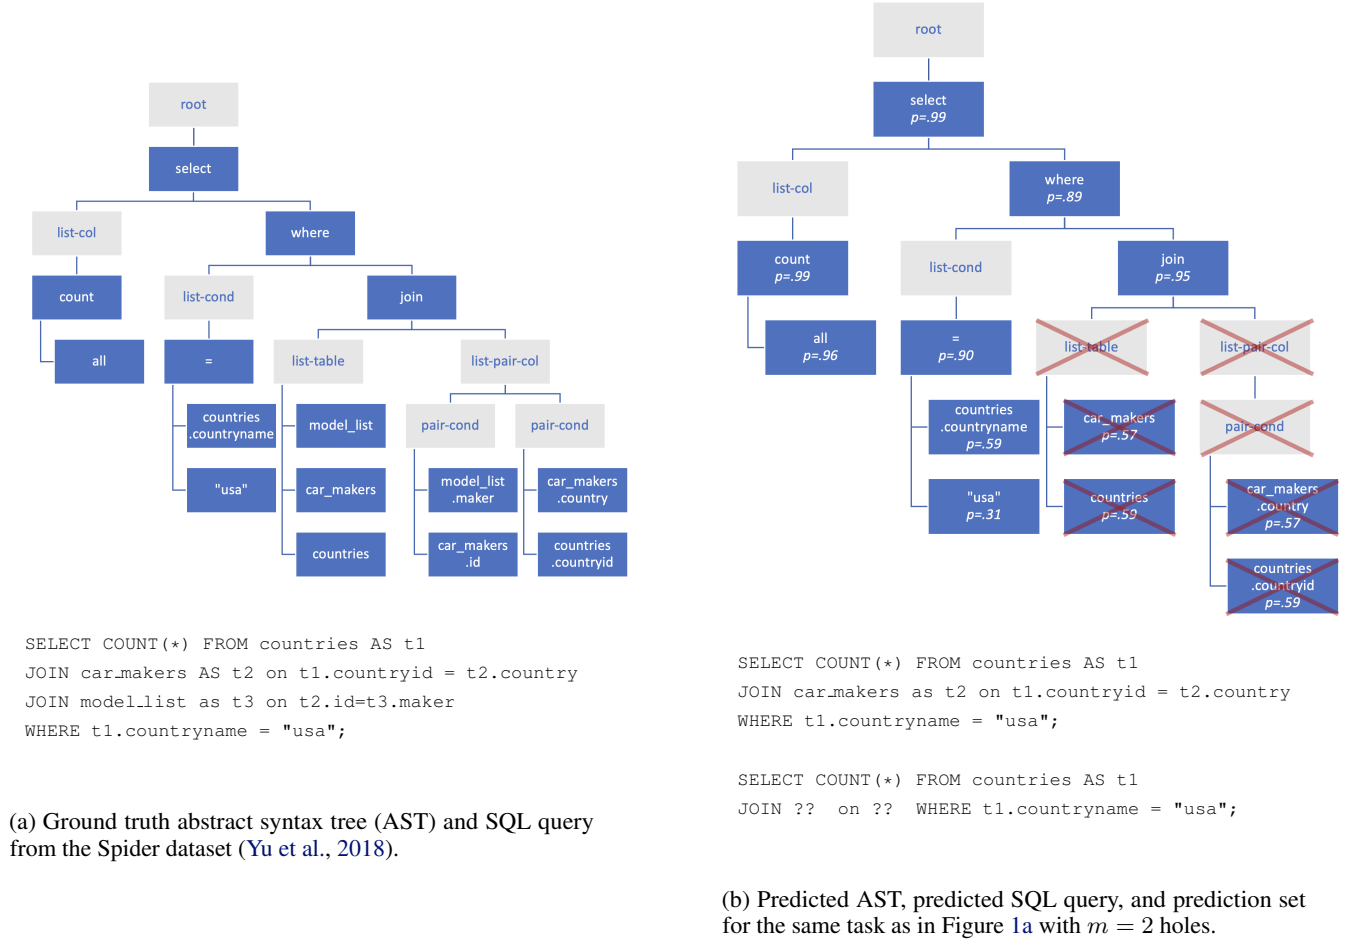 root
select
list-col
where
count
list-cond
join
all
=
list-table
list-pair-col
countries
.countryname
model_list
pair-cond
pair-cond
"usa"
car_makers
model_list
.maker
car_makers
.country
countries
car_makers
.id
countries
.countryid
SELECT COUNT(*) FROM countries AS t1
JOIN car_makers AS t2 on t1.countryid = t2.country
JOIN model_list as t3 on t2.id=t3.maker
WHERE t1.countryname = "usa";
(a) Ground truth abstract syntax tree (AST) and SQL query
from the Spider dataset (Yu et al., 2018).
root
select
p=.99
list-col
where
p=.89
count
p=.99
list-cond
join
p=.95
all
p=.96
=
p=.90
list-table
list-pair-col
countries
.countryname
p=.59
car_makers
p=.57
pair-cond
"usa"
p=.31
countries
p=.59
car_makers
.country
p=.57
countries
.countryid
p=.59
SELECT COUNT(*) FROM countries AS t1
JOIN car_makers as t2 on t1.countryid = t2.country
WHERE t1.countryname = "usa";
SELECT COUNT(*) FROM countries AS t1
JOIN ?? on ?? WHERE t1.countryname = "usa";
(b) Predicted AST, predicted SQL query, and prediction set
for the same task as in Figure 1a with m = 2 holes.